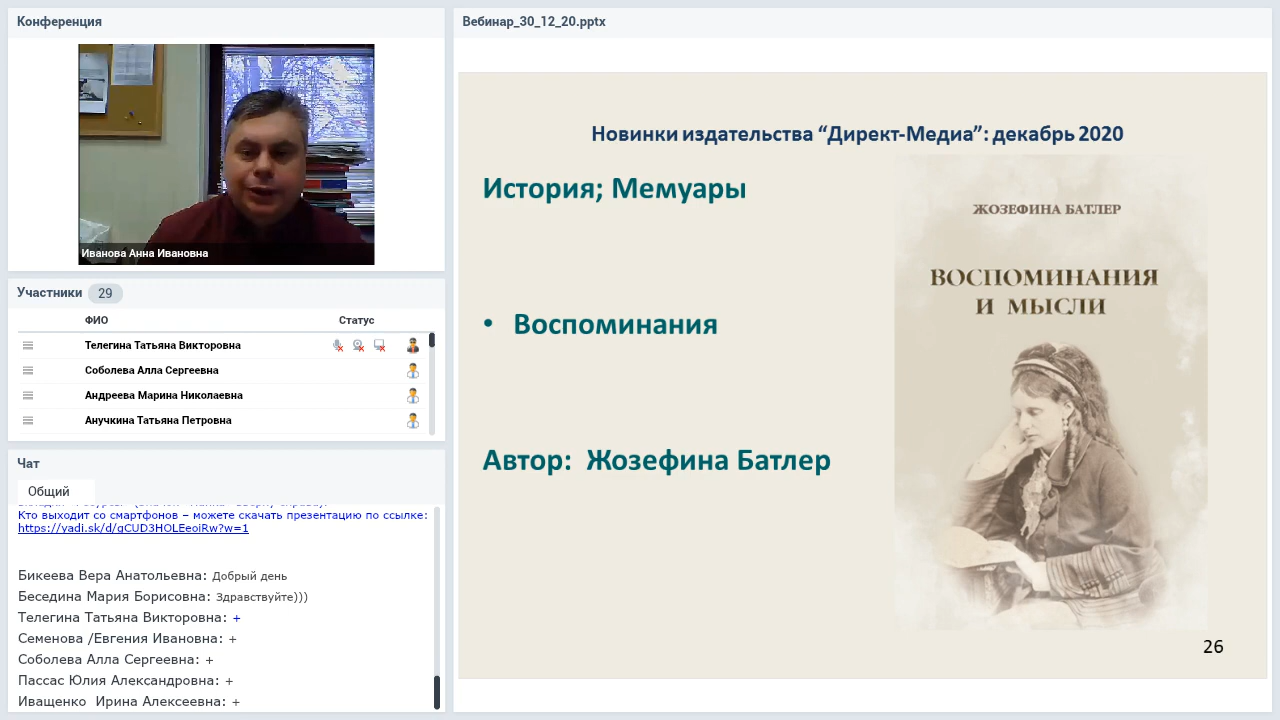 Конференция
Иванова Анна Ивановна
Участники 29
ФИО Статус
Телегина Татьяна Викторовна
Соболева Алла Сергеевна
Андреева Марина Николаевна
Анучкина Татьяна Петровна
Чат
Общий
Кто выходит со смартфонов – можете скачать презентацию по ссылке:
https://yadi.sk/d/gCUD3HOLEeoiRw?w=1
Бикеева Вера Анатольевна: Добрый день
Беседина Мария Борисовна: Здравствуйте)))
Телегина Татьяна Викторовна: +
Семенова /Евгения Ивановна: +
Соболева Алла Сергеевна: +
Пассас Юлия Александровна: +
Иващенко  Ирина Алексеевна: +
Вебинар_30_12_20.pptx
Новинки издательства “Директ-Медиа”: декабрь 2020
История; Мемуары
• Воспоминания
Автор:  Жозефина Батлер
ЖОЗЕФИНА БАТЛЕР
ВОСПОМИНАНИЯ
И МЫСЛИ
26